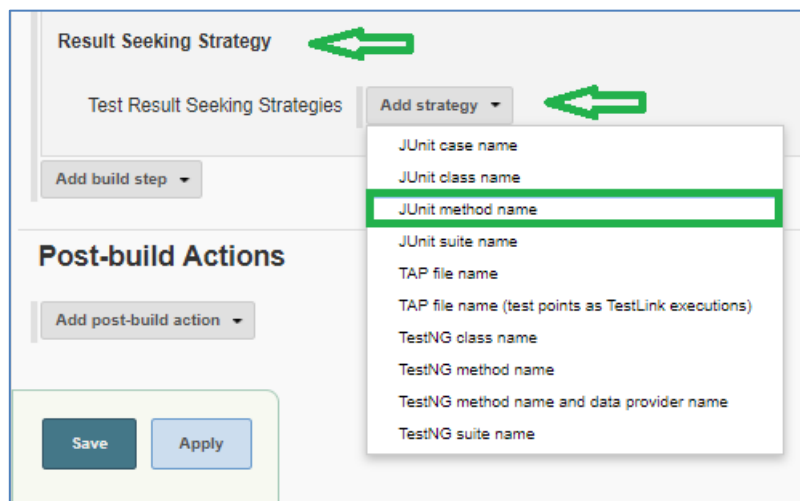 Result Seeking Strategy
Test Result Seeking Strategies
Add strategy
JUnit case name
JUnit class name
JUnit method name
JUnit suite name
TAP file name
TAP file name (test points as TestLink executions)
TestNG class name
TestNG method name
TestNG method name and data provider name
TestNG suite name
Add build step
Post-build Actions
Add post-build action
Save
Apply